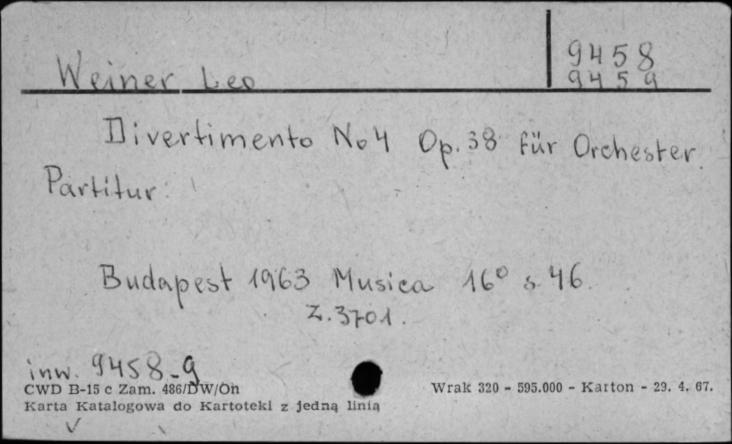 9458
Weiner Leo 9459
Divertimento No 4 Op. 38 für Orchester.
Partitur.
Budapest 1963 Musica 16° s. 46.
Z. 3701.
inw. 9458-9
CWD B-15 c Zam. 486/DW/On Wrak 320 - 595.000 - Karton - 29. 4. 67.
Karta Katalogowa do Kartoteki z jedną linią